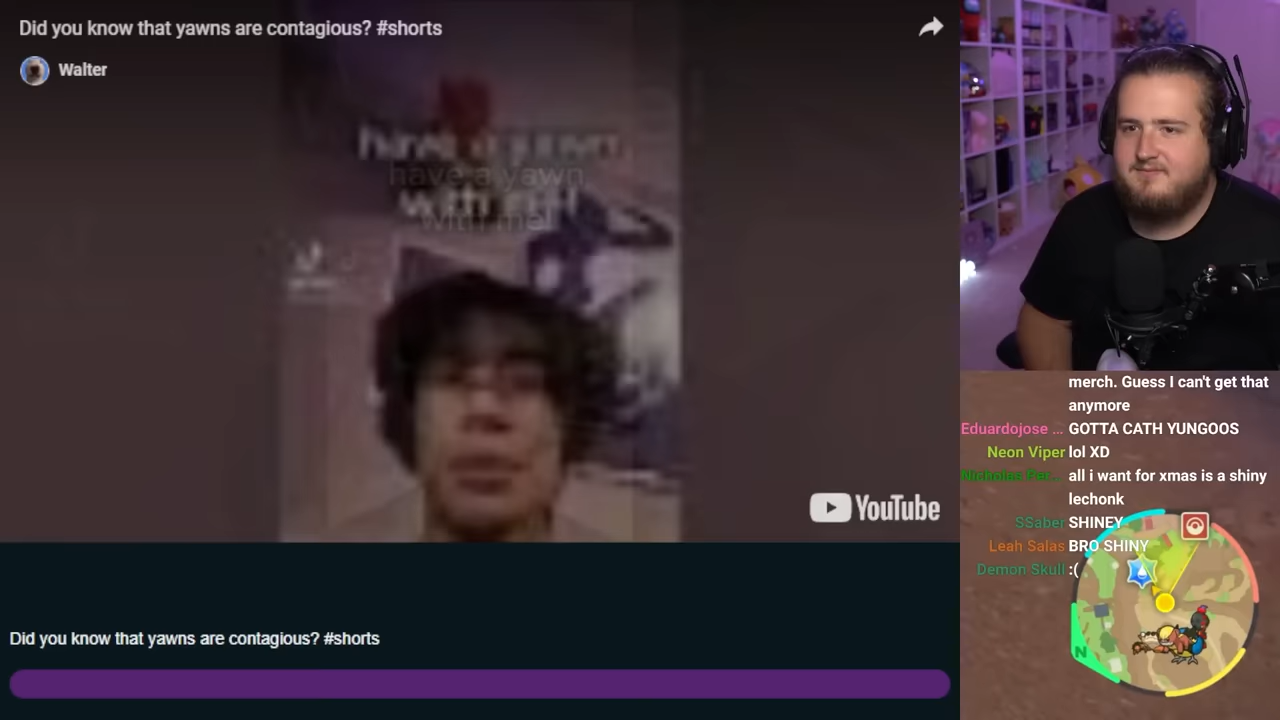 Did you know that yawns are contagious? #shorts
Walter
have a yawn
with me!
YouTube
Did you know that yawns are contagious? #shorts
merch. Guess I can't get that
anymore
Eduardojose ... GOTTA CATH YUNGOOS
Neon Viper lol XD
Nicholas Fer... all i want for xmas is a shiny
lechonk
SSaber SHINEY
Leah Salas BRO SHINY
Demon Skull :(
N